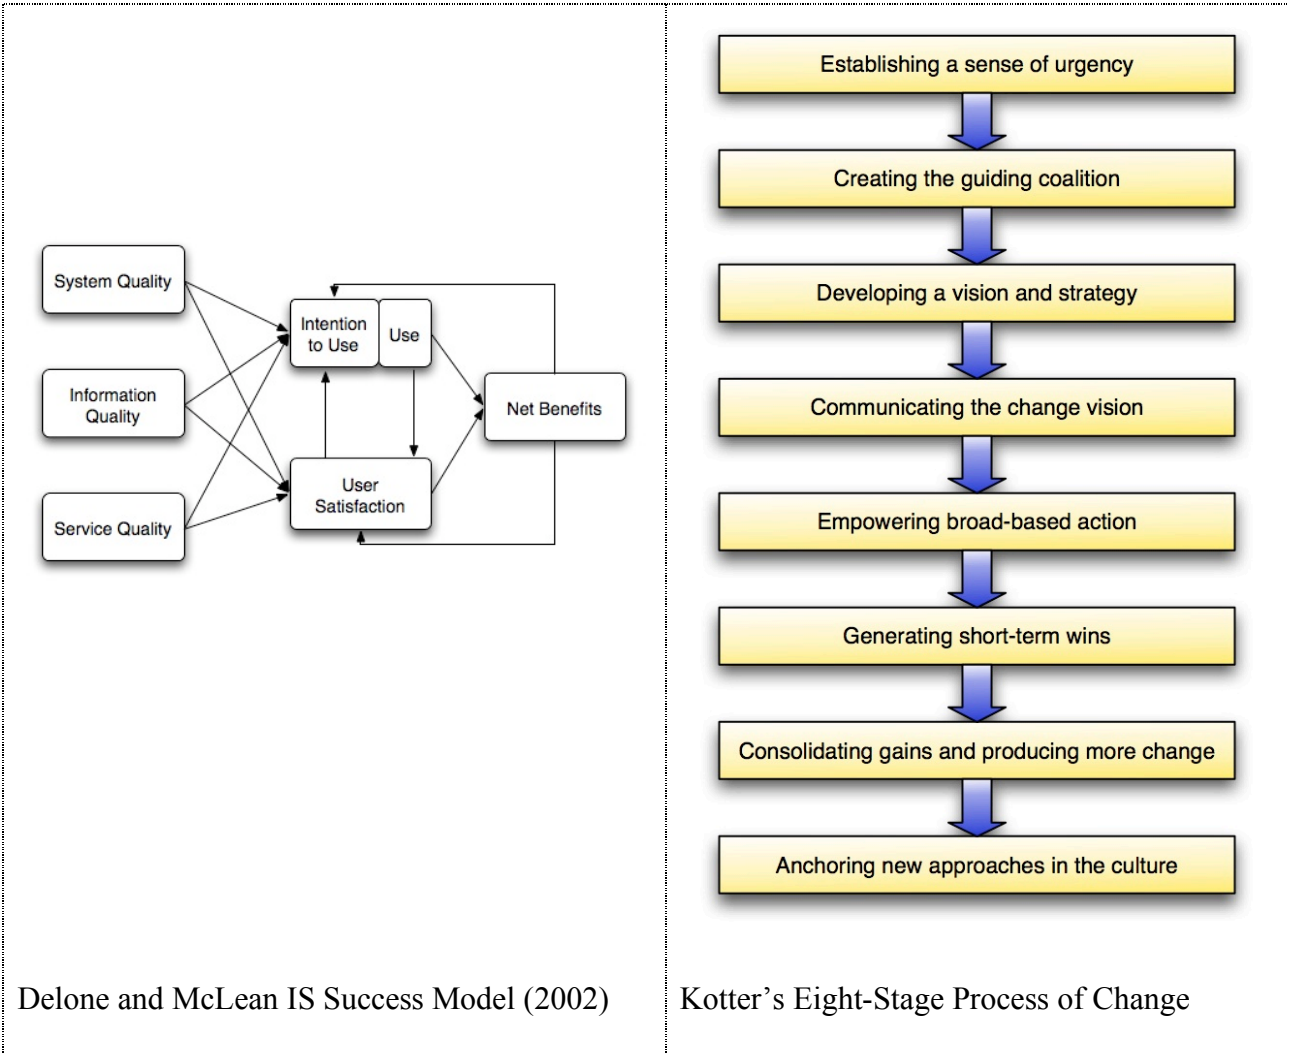 System Quality
Information
Quality
Service Quality
Intention
to Use
Use
User
Satisfaction
Net Benefits
Delone and McLean IS Success Model (2002)
Establishing a sense of urgency
Creating the guiding coalition
Developing a vision and strategy
Communicating the change vision
Empowering broad-based action
Generating short-term wins
Consolidating gains and producing more change
Anchoring new approaches in the culture
Kotter’s Eight-Stage Process of Change